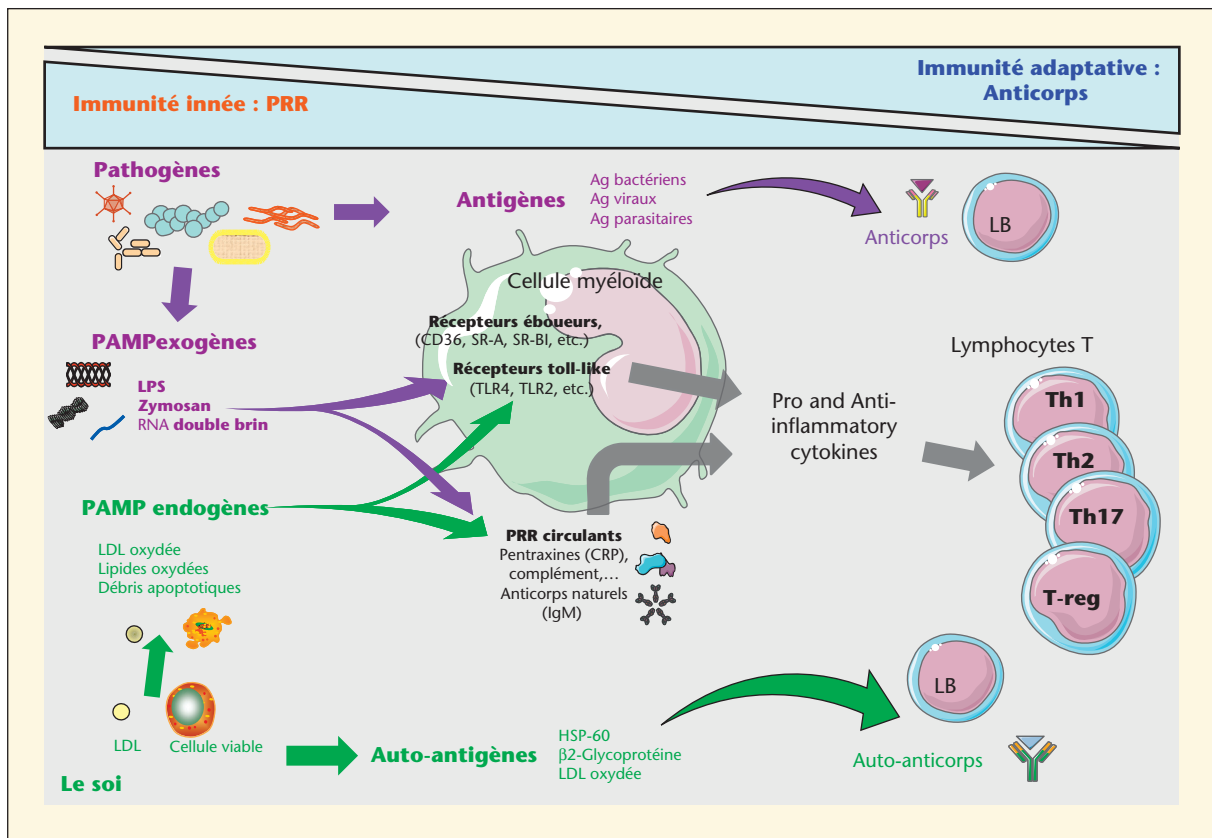 Immunité innée : PRR
Immunité adaptative :
Anticorps
Pathogènes
Antigènes
Ag bactériens
Ag viraux
Ag parasitaires
Anticorps
LB
Cellule myéloïde
Récepteurs éboueurs,
(CD36, SR-A, SR-BI, etc.)
Récepteurs toll-like
(TLR4, TLR2, etc.)
PAMPexogènes
LPS
Zymosan
RNA double brin
Pro and Anti-
inflammatory
cytokines
Lymphocytes T
Th1
Th2
Th17
T-reg
PAMP endogènes
LDL oxydée
Lipides oxydées
Débris apoptotiques
PRR circulants
Pentraxines (CRP),
complément,...
Anticorps naturels
(IgM)
LDL
Cellule viable
Le soi
Auto-antigènes
HSP-60
β2-Glycoprotéine
LDL oxydée
LB
Auto-anticorps